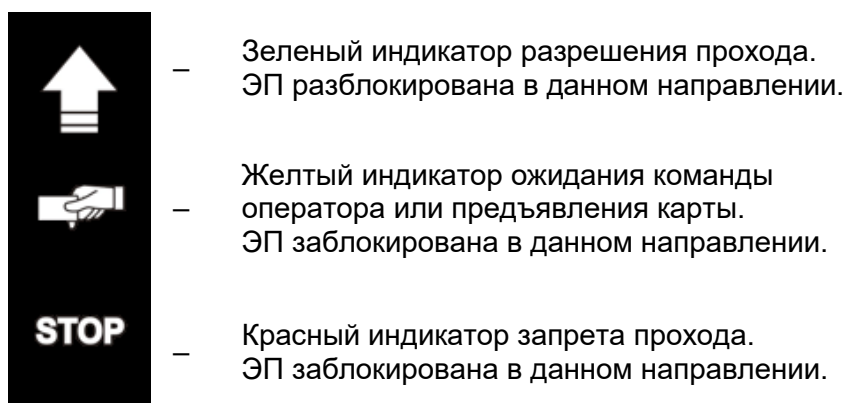 – Зеленый индикатор разрешения прохода.
ЭП разблокирована в данном направлении.
Желтый индикатор ожидания команды
– оператора или предъявления карты.
ЭП заблокирована в данном направлении.
STOP
– Красный индикатор запрета прохода.
ЭП заблокирована в данном направлении.